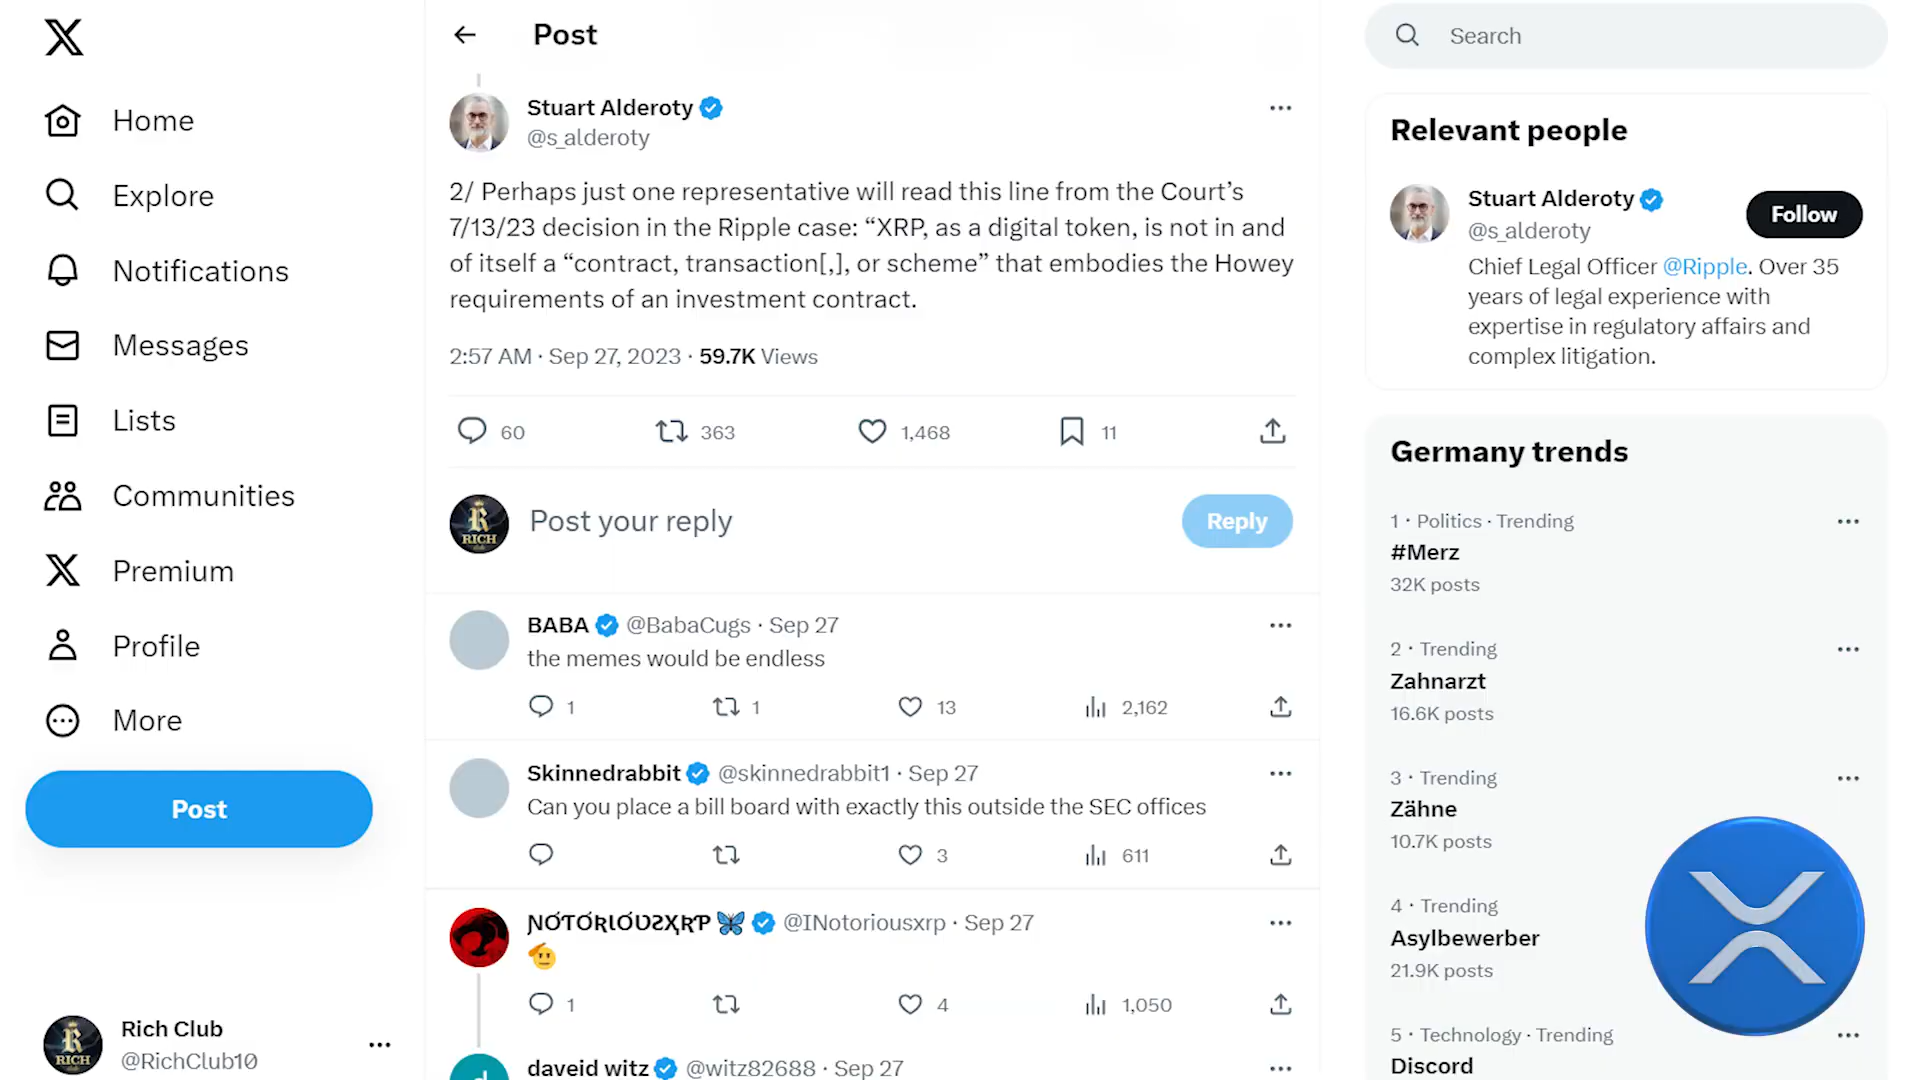 Home
Explore
Notifications
Messages
Lists
Communities
Premium
Profile
More
Post
RICH
Rich Club
@RichClub10
Post
Stuart Alderoty
@s_alderoty
2/ Perhaps just one representative will read this line from the Court’s
7/13/23 decision in the Ripple case: “XRP, as a digital token, is not in and
of itself a “contract, transaction[,], or scheme” that embodies the Howey
requirements of an investment contract.
2:57 AM · Sep 27, 2023 · 59.7K Views
60 363 1,468 11
RICH
Post your reply
Reply
BABA @BabaCugs · Sep 27
the memes would be endless
1 1 13 2,162
Skinnedrabbit @skinnedrabbit1 · Sep 27
Can you place a bill board with exactly this outside the SEC offices
3 611
@INotoriousxrp · Sep 27
1 4 1,050
d
daveid witz @witz82688 · Sep 27
Search
Relevant people
Stuart Alderoty
@s_alderoty
Follow
Chief Legal Officer @Ripple. Over 35
years of legal experience with
expertise in regulatory affairs and
complex litigation.
Germany trends
1 · Politics · Trending
#Merz
32K posts
2 · Trending
Zahnarzt
16.6K posts
3 · Trending
Zähne
10.7K posts
4 · Trending
Asylbewerber
21.9K posts
5 · Technology · Trending
Discord